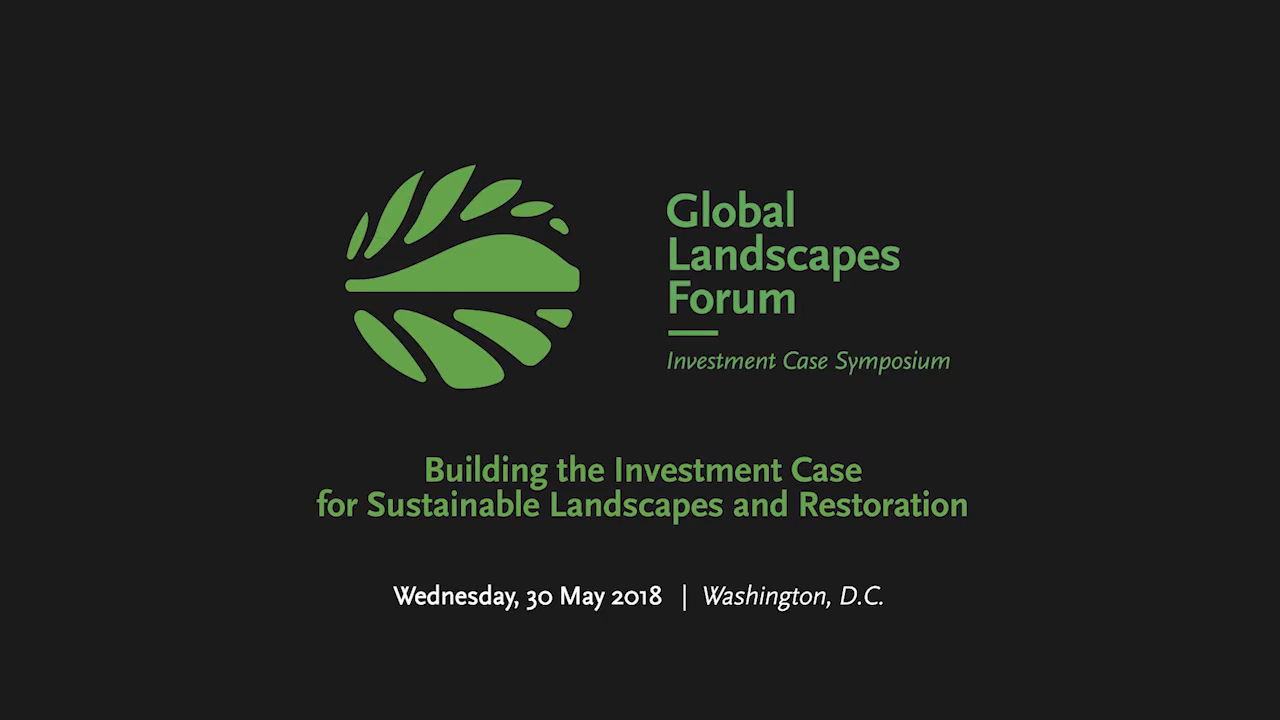 Global
Landscapes
Forum
Investment Case Symposium
Building the Investment Case
for Sustainable Landscapes and Restoration
Wednesday, 30 May 2018 | Washington, D.C.